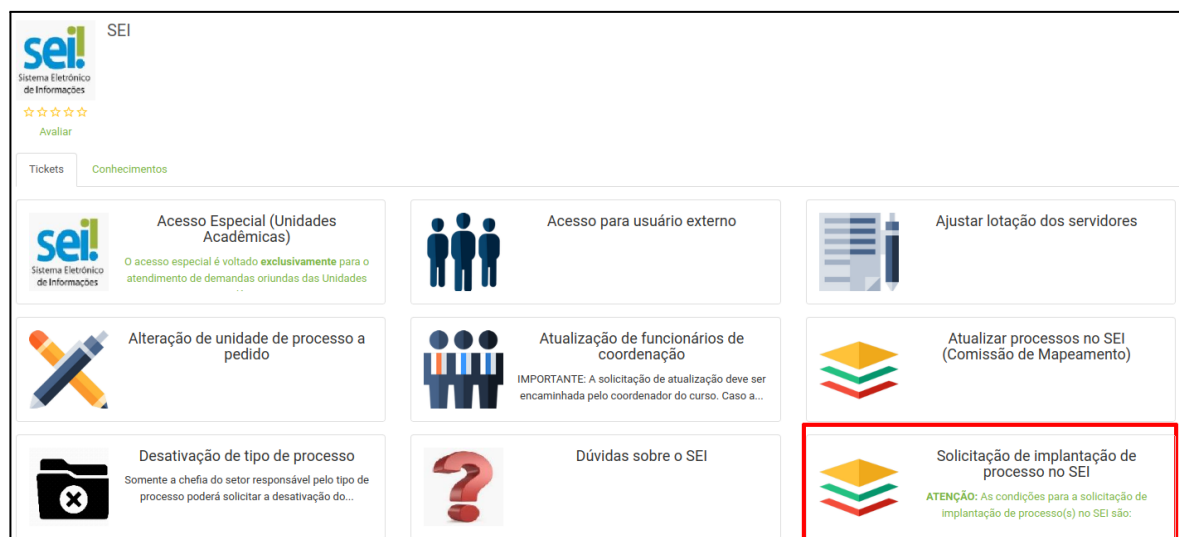 SEI
sei!
Sistema Eletrônico
de Informações
Avaliar
Tickets
Conhecimentos
sei!
Sistema Eletrônico
de Informações
Acesso Especial (Unidades
Acadêmicas)
O acesso especial é voltado exclusivamente para o
atendimento de demandas oriundas das Unidades
Acesso para usuário externo
Ajustar lotação dos servidores
Alteração de unidade de processo a
pedido
Atualização de funcionários de
coordenação
IMPORTANTE: A solicitação de atualização deve ser
encaminhada pelo coordenador do curso. Caso a...
Atualizar processos no SEI
(Comissão de Mapeamento)
Desativação de tipo de processo
Somente a chefia do setor responsável pelo tipo de
processo poderá solicitar a desativação do...
Dúvidas sobre o SEI
Solicitação de implantação de
processo no SEI
ATENÇÃO: As condições para a solicitação de
implantação de processo(s) no SEI são: